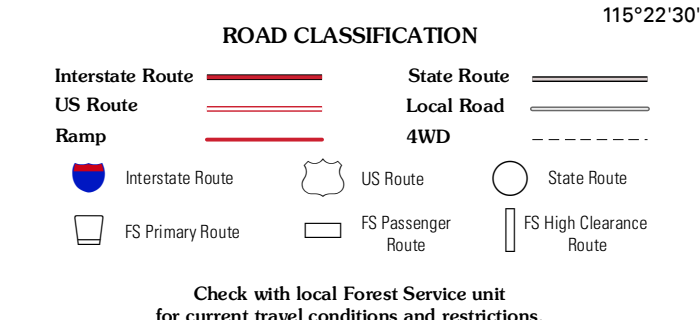 115°22'30'
ROAD CLASSIFICATION
Interstate Route
State Route
US Route
Local Road
Ramp
4WD
Interstate Route
US Route
State Route
FS Primary Route
FS Passenger
Route
FS High Clearance
Route
Check with local Forest Service unit
for current travel conditions and restrictions.